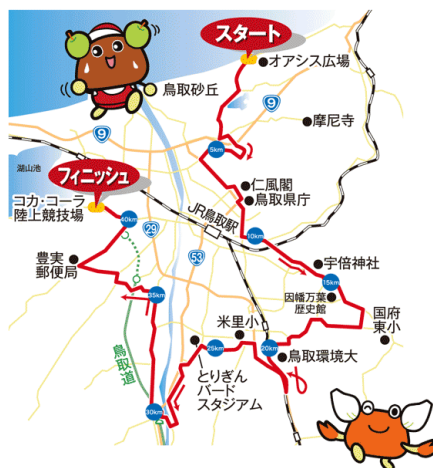 スタート
オアシス広場
鳥取砂丘
9
9
摩尼寺
5km
湖山池
フィニッシュ
仁風閣
鳥取県庁
コカ・コーラ
陸上競技場
JR鳥取駅
40km
29
10km
53
宇倍神社
豊実
郵便局
15km
因幡万葉
歴史館
35km
国府
東小
米里小
鳥取道
25km
20km
鳥取環境大
とりぎん
バード
スタジアム
30km